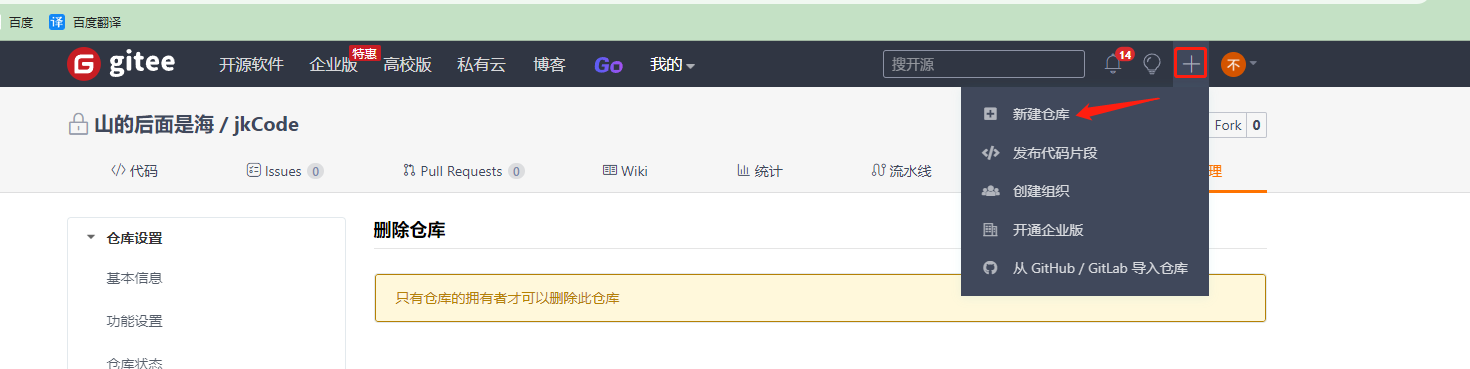 百度 译 百度翻译
G gitee 开源软件 企业版 特惠 高校版 私有云 博客 Go 我的 搜开源 14 不
山的后面是海 / jkCode Fork 0
代码 Issues 0 Pull Requests 0 Wiki 统计 流水线 理
新建仓库
发布代码片段
创建组织
开通企业版
从 GitHub / GitLab 导入仓库
仓库设置
基本信息
功能设置
仓库状态
删除仓库
只有仓库的拥有者才可以删除此仓库